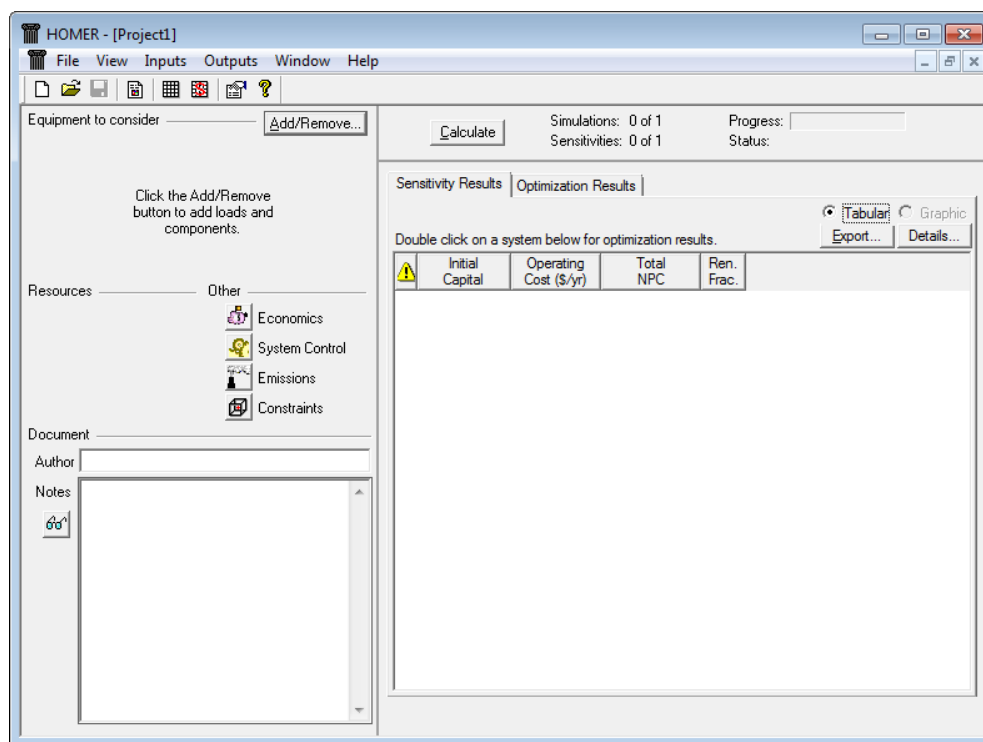 HOMER - [Project1]
File View Inputs Outputs Window Help
Equipment to consider
Add/Remove...
Click the Add/Remove
button to add loads and
components.
Resources
Other
Economics
System Control
Emissions
Constraints
Document
Author
Notes
Calculate
Simulations: 0 of 1
Sensitivities: 0 of 1
Progress:
Status:
Sensitivity Results
Optimization Results
Tabular
Graphic
Double click on a system below for optimization results.
Export...
Details...
Initial
Capital
Operating
Cost ($/yr)
Total
NPC
Ren.
Frac.